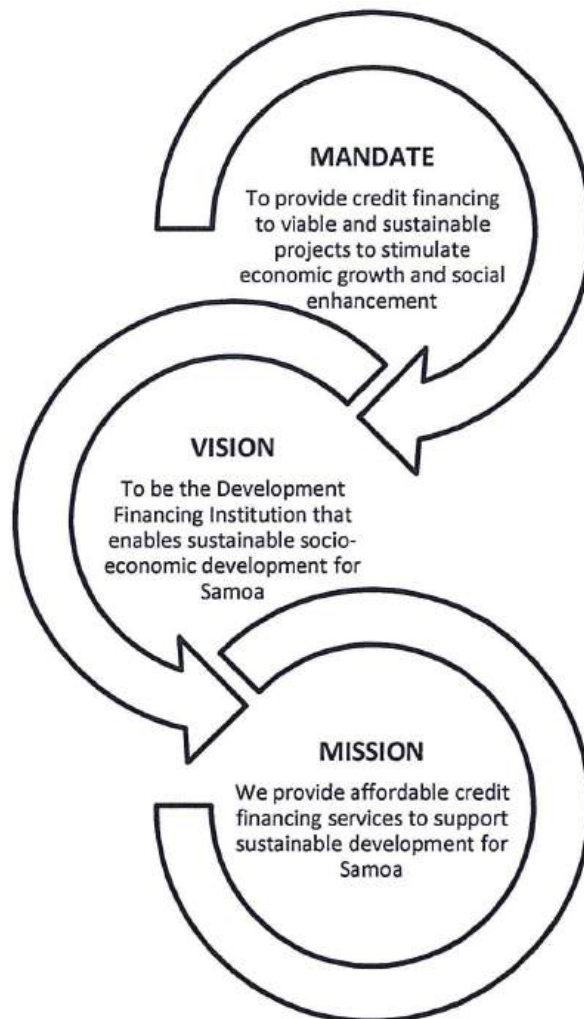 MANDATE
To provide credit financing
to viable and sustainable
projects to stimulate
economic growth and social
enhancement
VISION
To be the Development
Financing Institution that
enables sustainable socio-
economic development for
Samoa
MISSION
We provide affordable credit
financing services to support
sustainable development for
Samoa